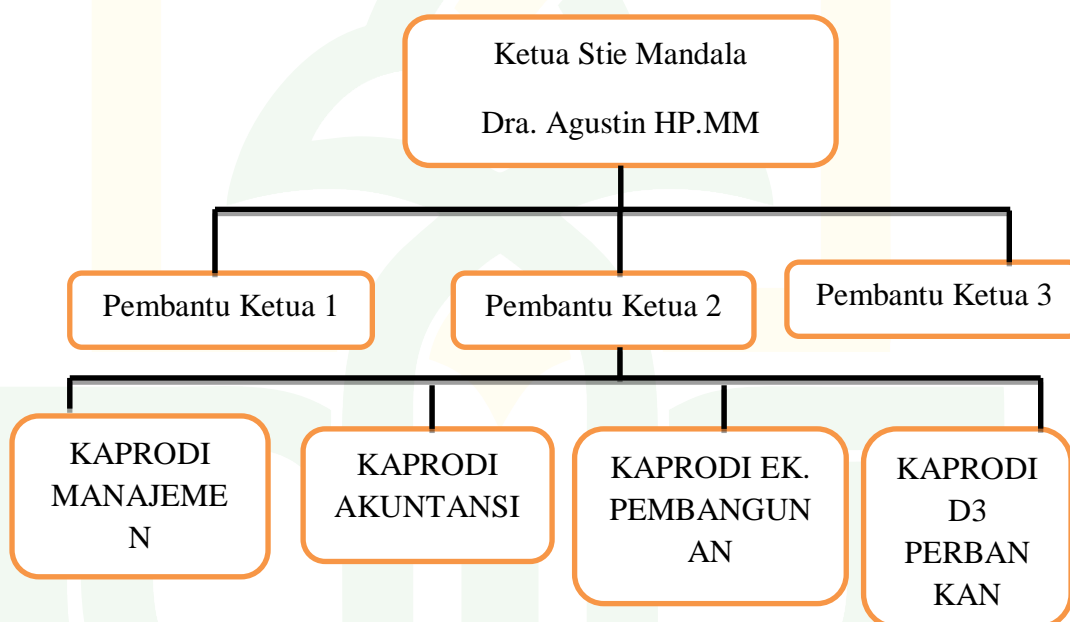 Ketua Stie Mandala
Dra. Agustin HP.MM
Pembantu Ketua 1
Pembantu Ketua 2
Pembantu Ketua 3
KAPRODI
MANAJEME
N
KAPRODI
AKUNTANSI
KAPRODI EK.
PEMBANGUN
AN
KAPRODI
D3
PERBAN
KAN